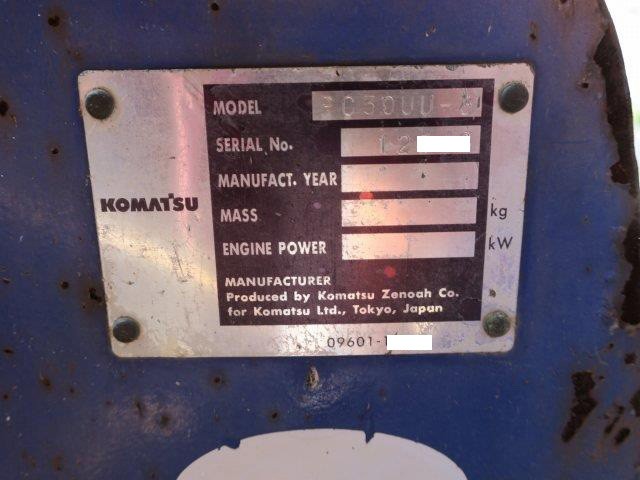 KOMATSU
MODEL PC30UU-
SERIAL No. 12
MANUFACT. YEAR
MASS kg
ENGINE POWER kW
MANUFACTURER
Produced by Komatsu Zenoah Co.
for Komatsu Ltd., Tokyo, Japan
09601-1